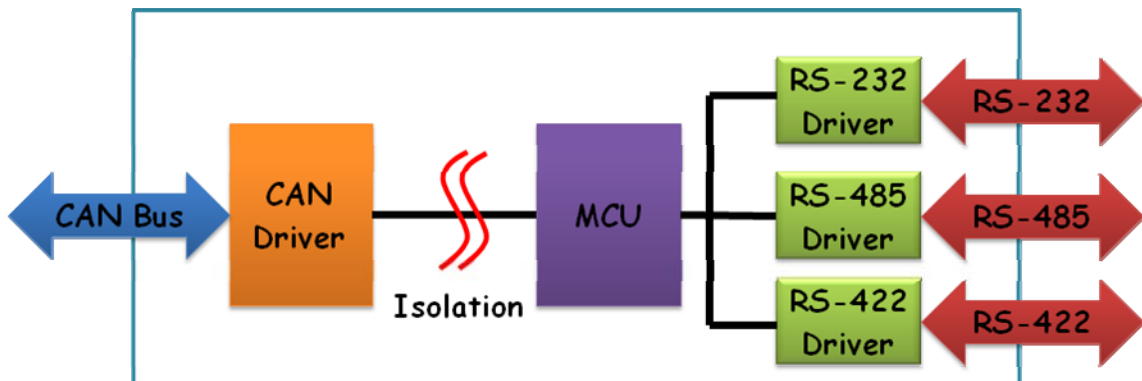 CAN Bus
CAN
Driver
Isolation
MCU
RS-232
Driver
RS-232
RS-485
Driver
RS-485
RS-422
Driver
RS-422